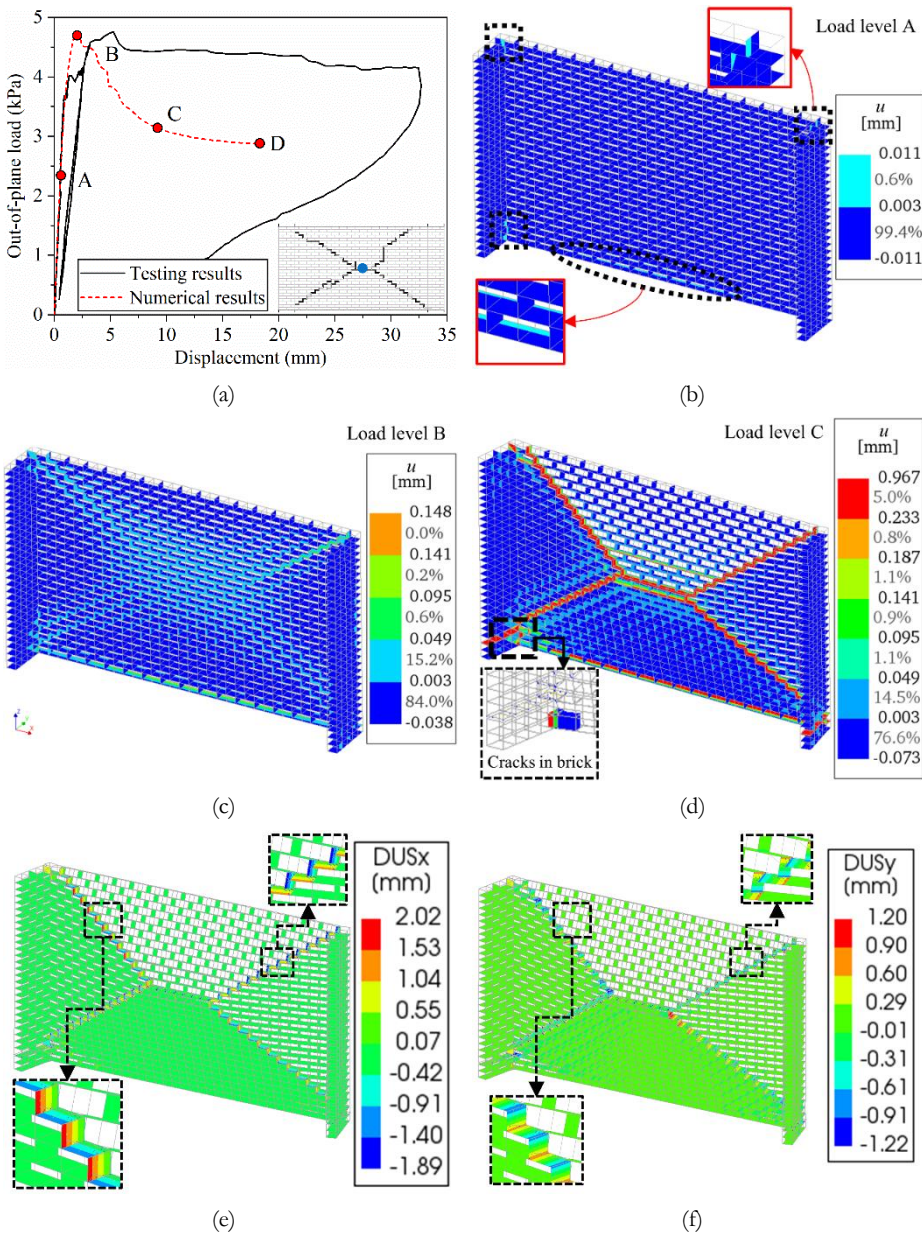 5
4
3
2
1
0
Out-of-plane load (kPa)
A
B
C
D
Testing results
Numerical results
0
5
10
15
20
25
30
35
Displacement (mm)
(a)
Load level A
u
[mm]
0.011
0.6%
0.003
99.4%
-0.011
(b)
Load level B
u
[mm]
0.148
0.0%
0.141
0.2%
0.095
0.6%
0.049
15.2%
0.003
84.0%
-0.038
(c)
Load level C
u
[mm]
0.967
5.0%
0.233
0.8%
0.187
1.1%
0.141
0.9%
0.095
1.1%
0.049
14.5%
0.003
76.6%
-0.073
Cracks in brick
(d)
DUSx
(mm)
2.02
1.53
1.04
0.55
0.07
-0.42
-0.91
-1.40
-1.89
(e)
DUSy
(mm)
1.20
0.90
0.60
0.29
-0.01
-0.31
-0.61
-0.91
-1.22
(f)